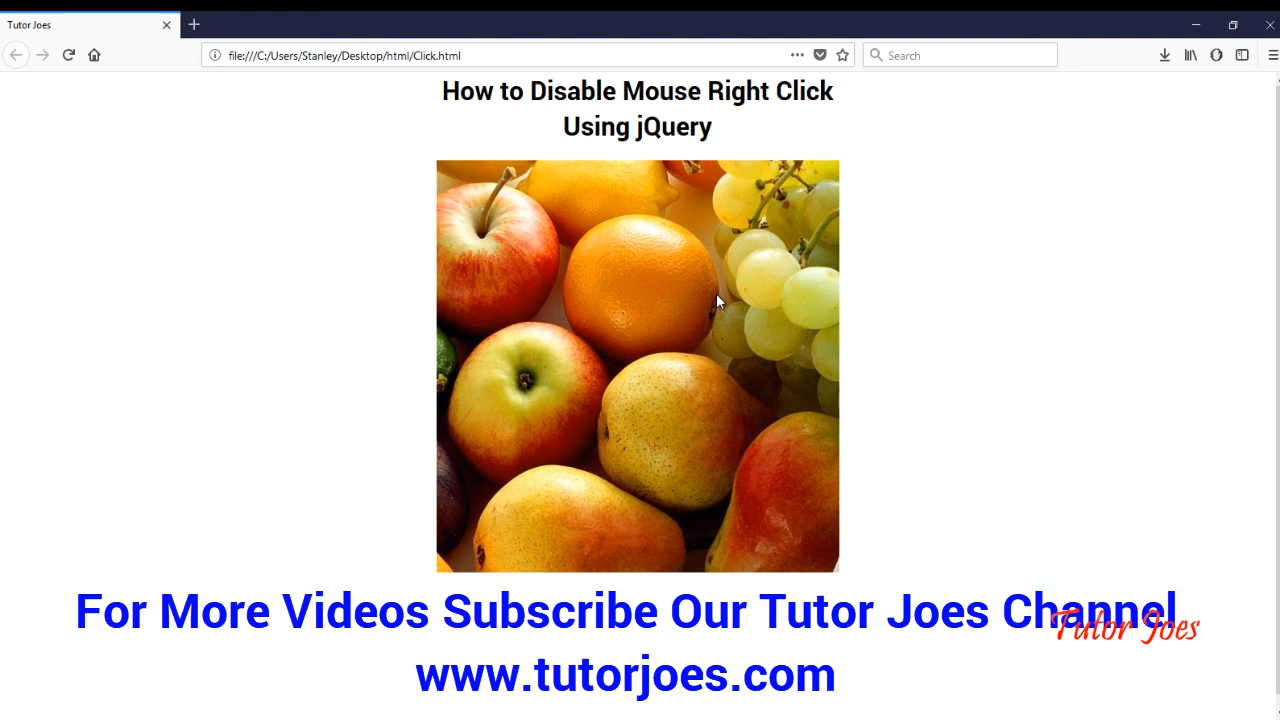 Tutor Joes
file:///C:/Users/Stanley/Desktop/html/Click.html
Search
How to Disable Mouse Right Click
Using jQuery
For More Videos Subscribe Our Tutor Joes Channel
Tutor Joes
www.tutorjoes.com